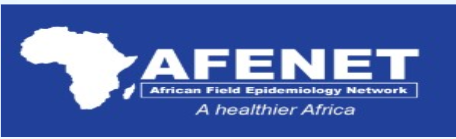 AFENET
African Field Epidemiology Network
A healthier Africa